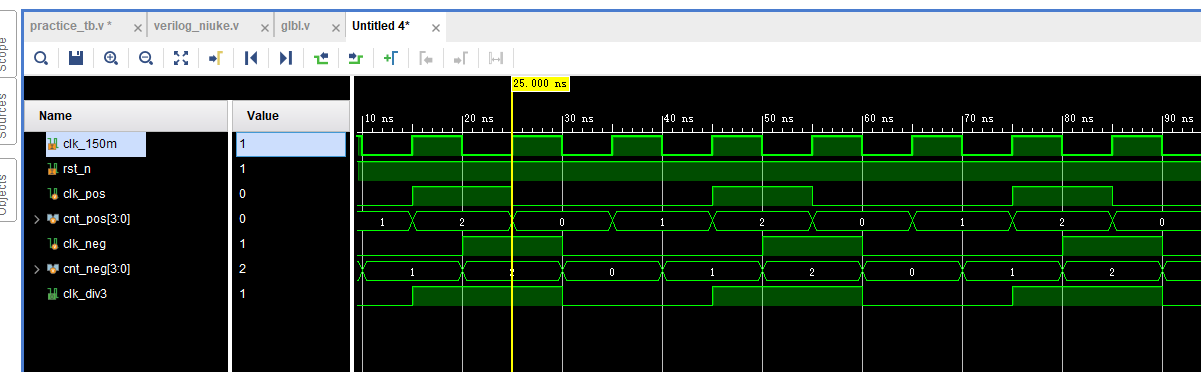 practice_tb.v * × verilog_niuke.v × glbl.v × Untitled 4* ×
Scope
Sources
Objects
25.000 ns
Name Value
10 ns 20 ns 30 ns 40 ns 50 ns 60 ns 70 ns 80 ns 90 ns
clk_150m 1
rst_n 1
clk_pos 0
cnt_pos[3:0] 0 1 2 0 1 2 0 1 2 0
clk_neg 1
cnt_neg[3:0] 2 1 2 0 1 2 0 1 2
clk_div3 1